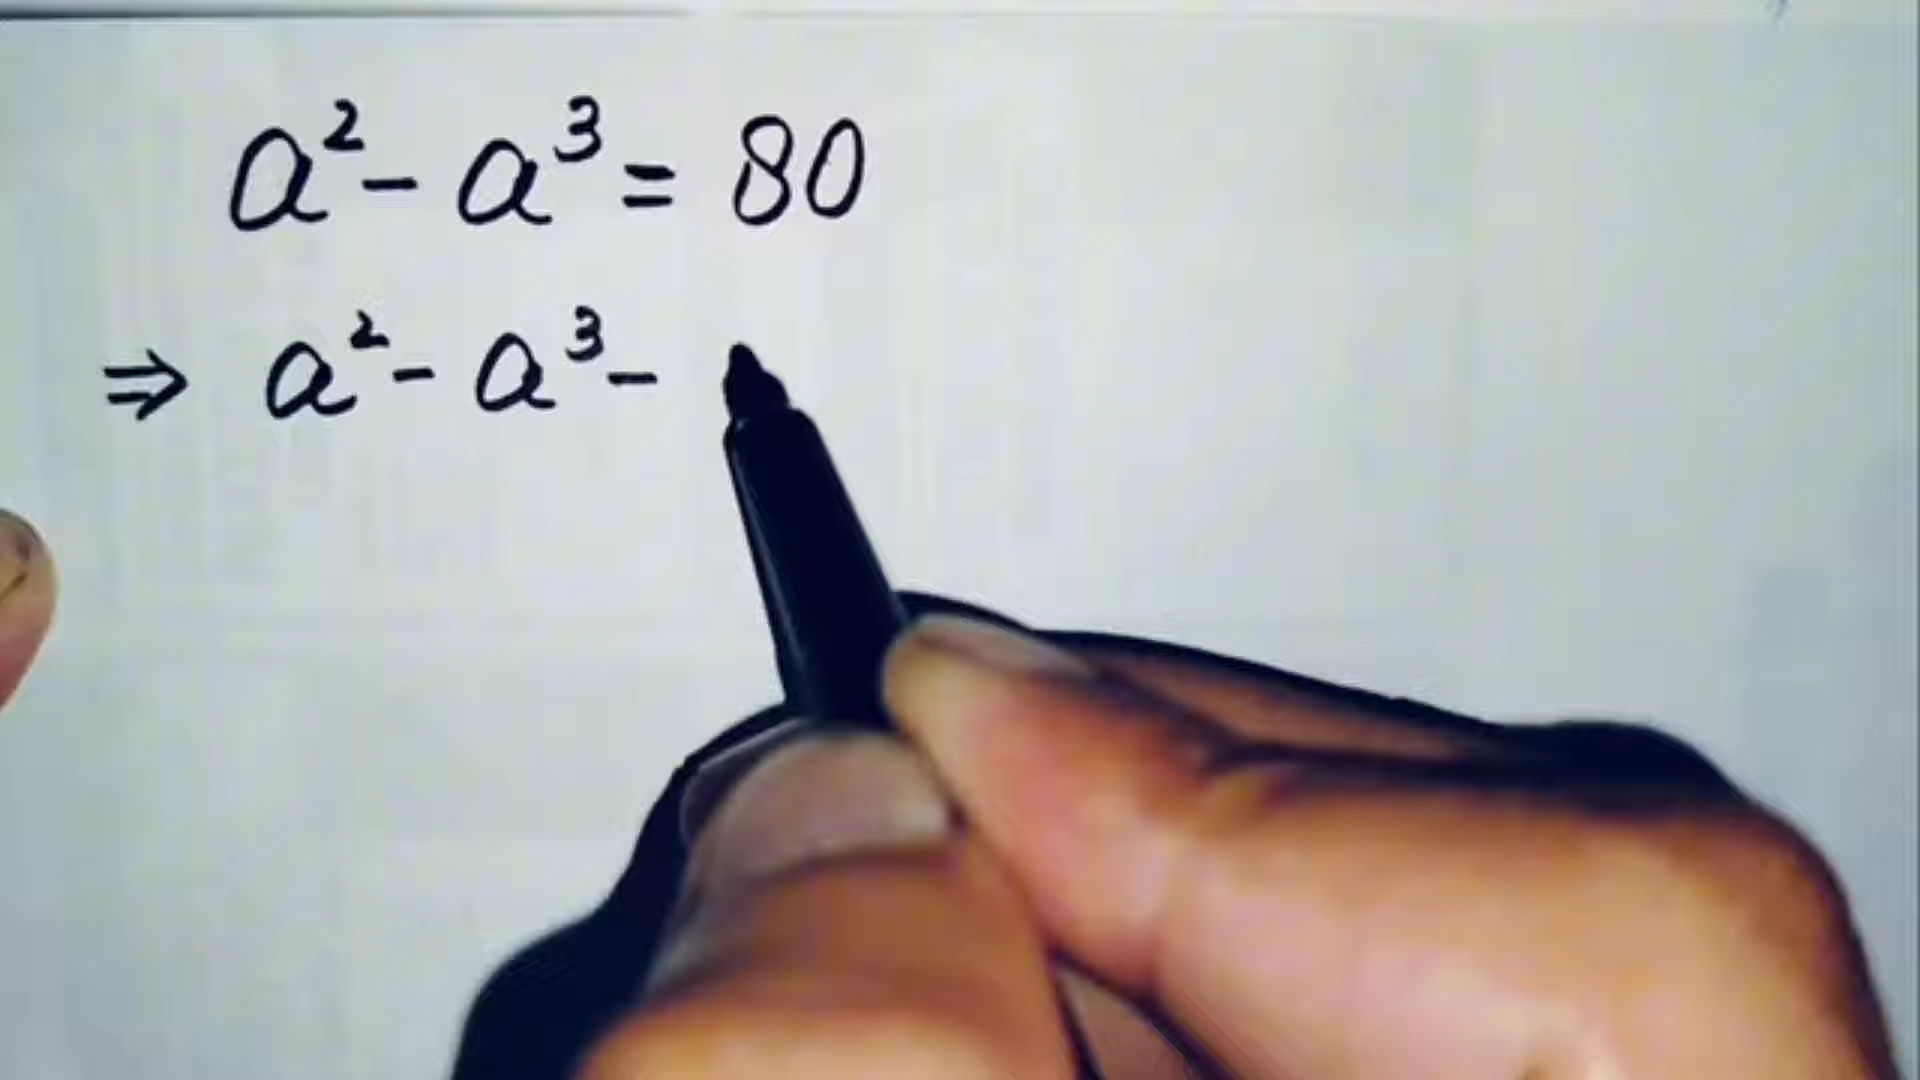 a² - a³ = 80
⇒ a² - a³ -